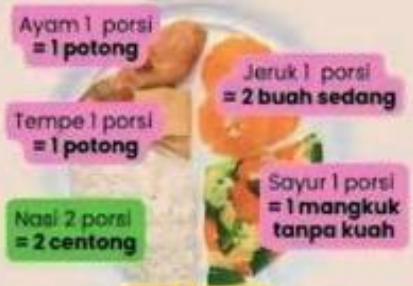 Ayam 1 porsi
= 1 potong
Jeruk 1 porsi
= 2 buah sedang
Tempe 1 porsi
= 1 potong
Sayur 1 porsi
= 1 mangkuk
tanpa kuah
Nasi 2 porsi
= 2 centong